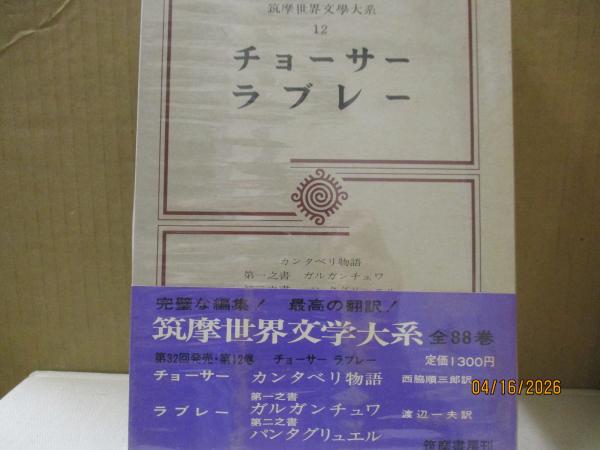 筑摩世界文學大系
12
チョーサー
ラブレー
カンタベリ物語
第一之書 ガルガンチュワ
完璧な編集! 最高の翻訳!
筑摩世界文学大系 全88巻
第32回発売・第12巻 チョーサー ラブレー 定価1300円
チョーサー カンタベリ物語 西脇順三郎訳
第一之書
ラブレー ガルガンチュワ 渡辺一夫訳
第二之書
パンタグリュエル
筑摩書房刊
04/16/2026